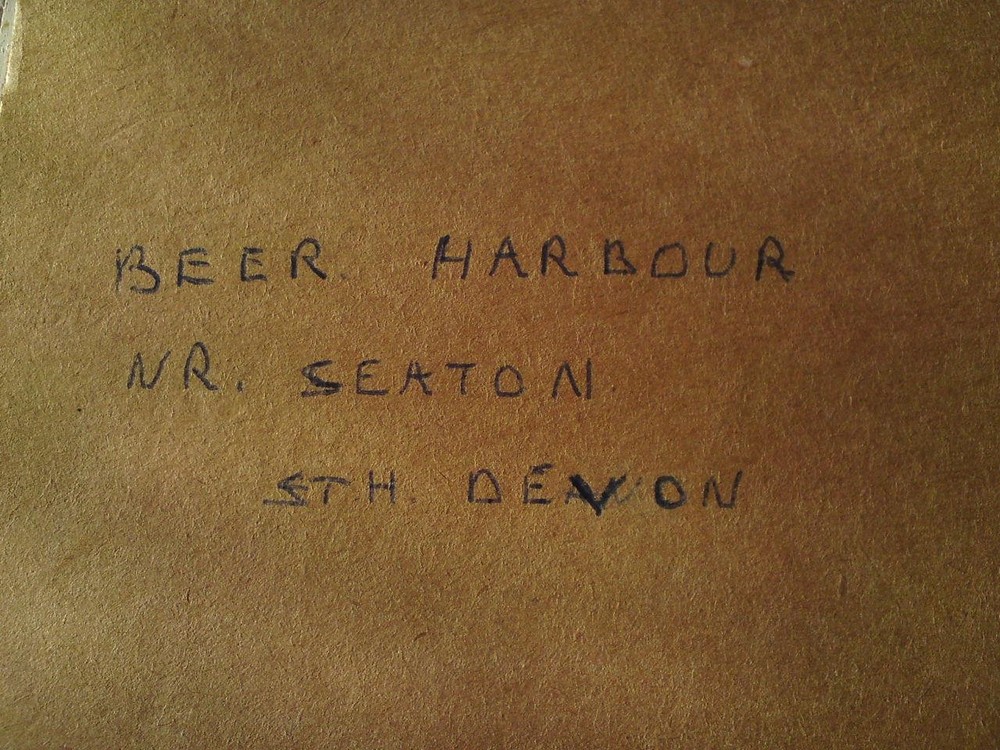 BEER. HARBOUR
NR. SEATON.
STH. DEVON